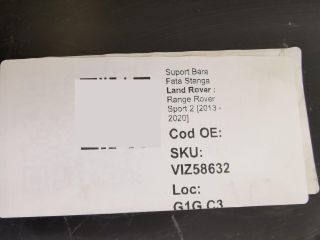 Suport Bara
Fata Stanga
Land Rover :
Range Rover
Sport 2 [2013 -
2020]
Cod OE:
SKU:
VIZ58632
Loc:
G1G C3